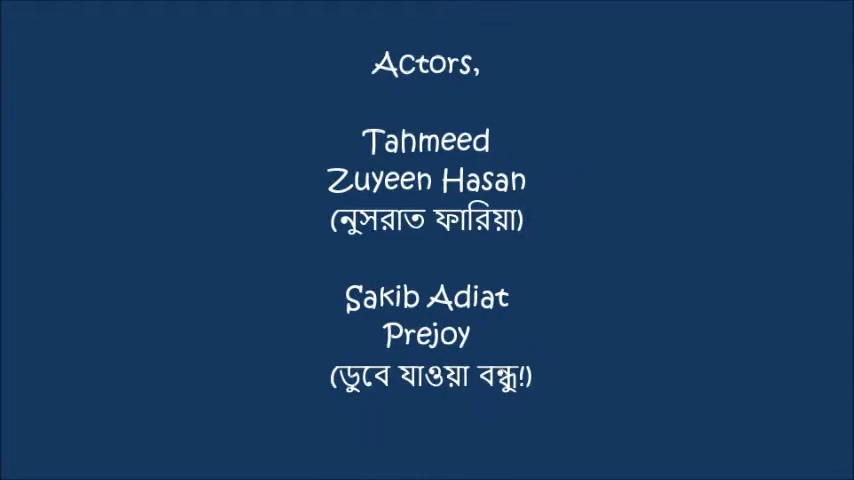 Actors,
Tahmeed
Zuyeen Hasan
(নুসরাত ফারিয়া)
Sakib Adiat
Prejoy
(ডুবে যাওয়া বন্ধু!)